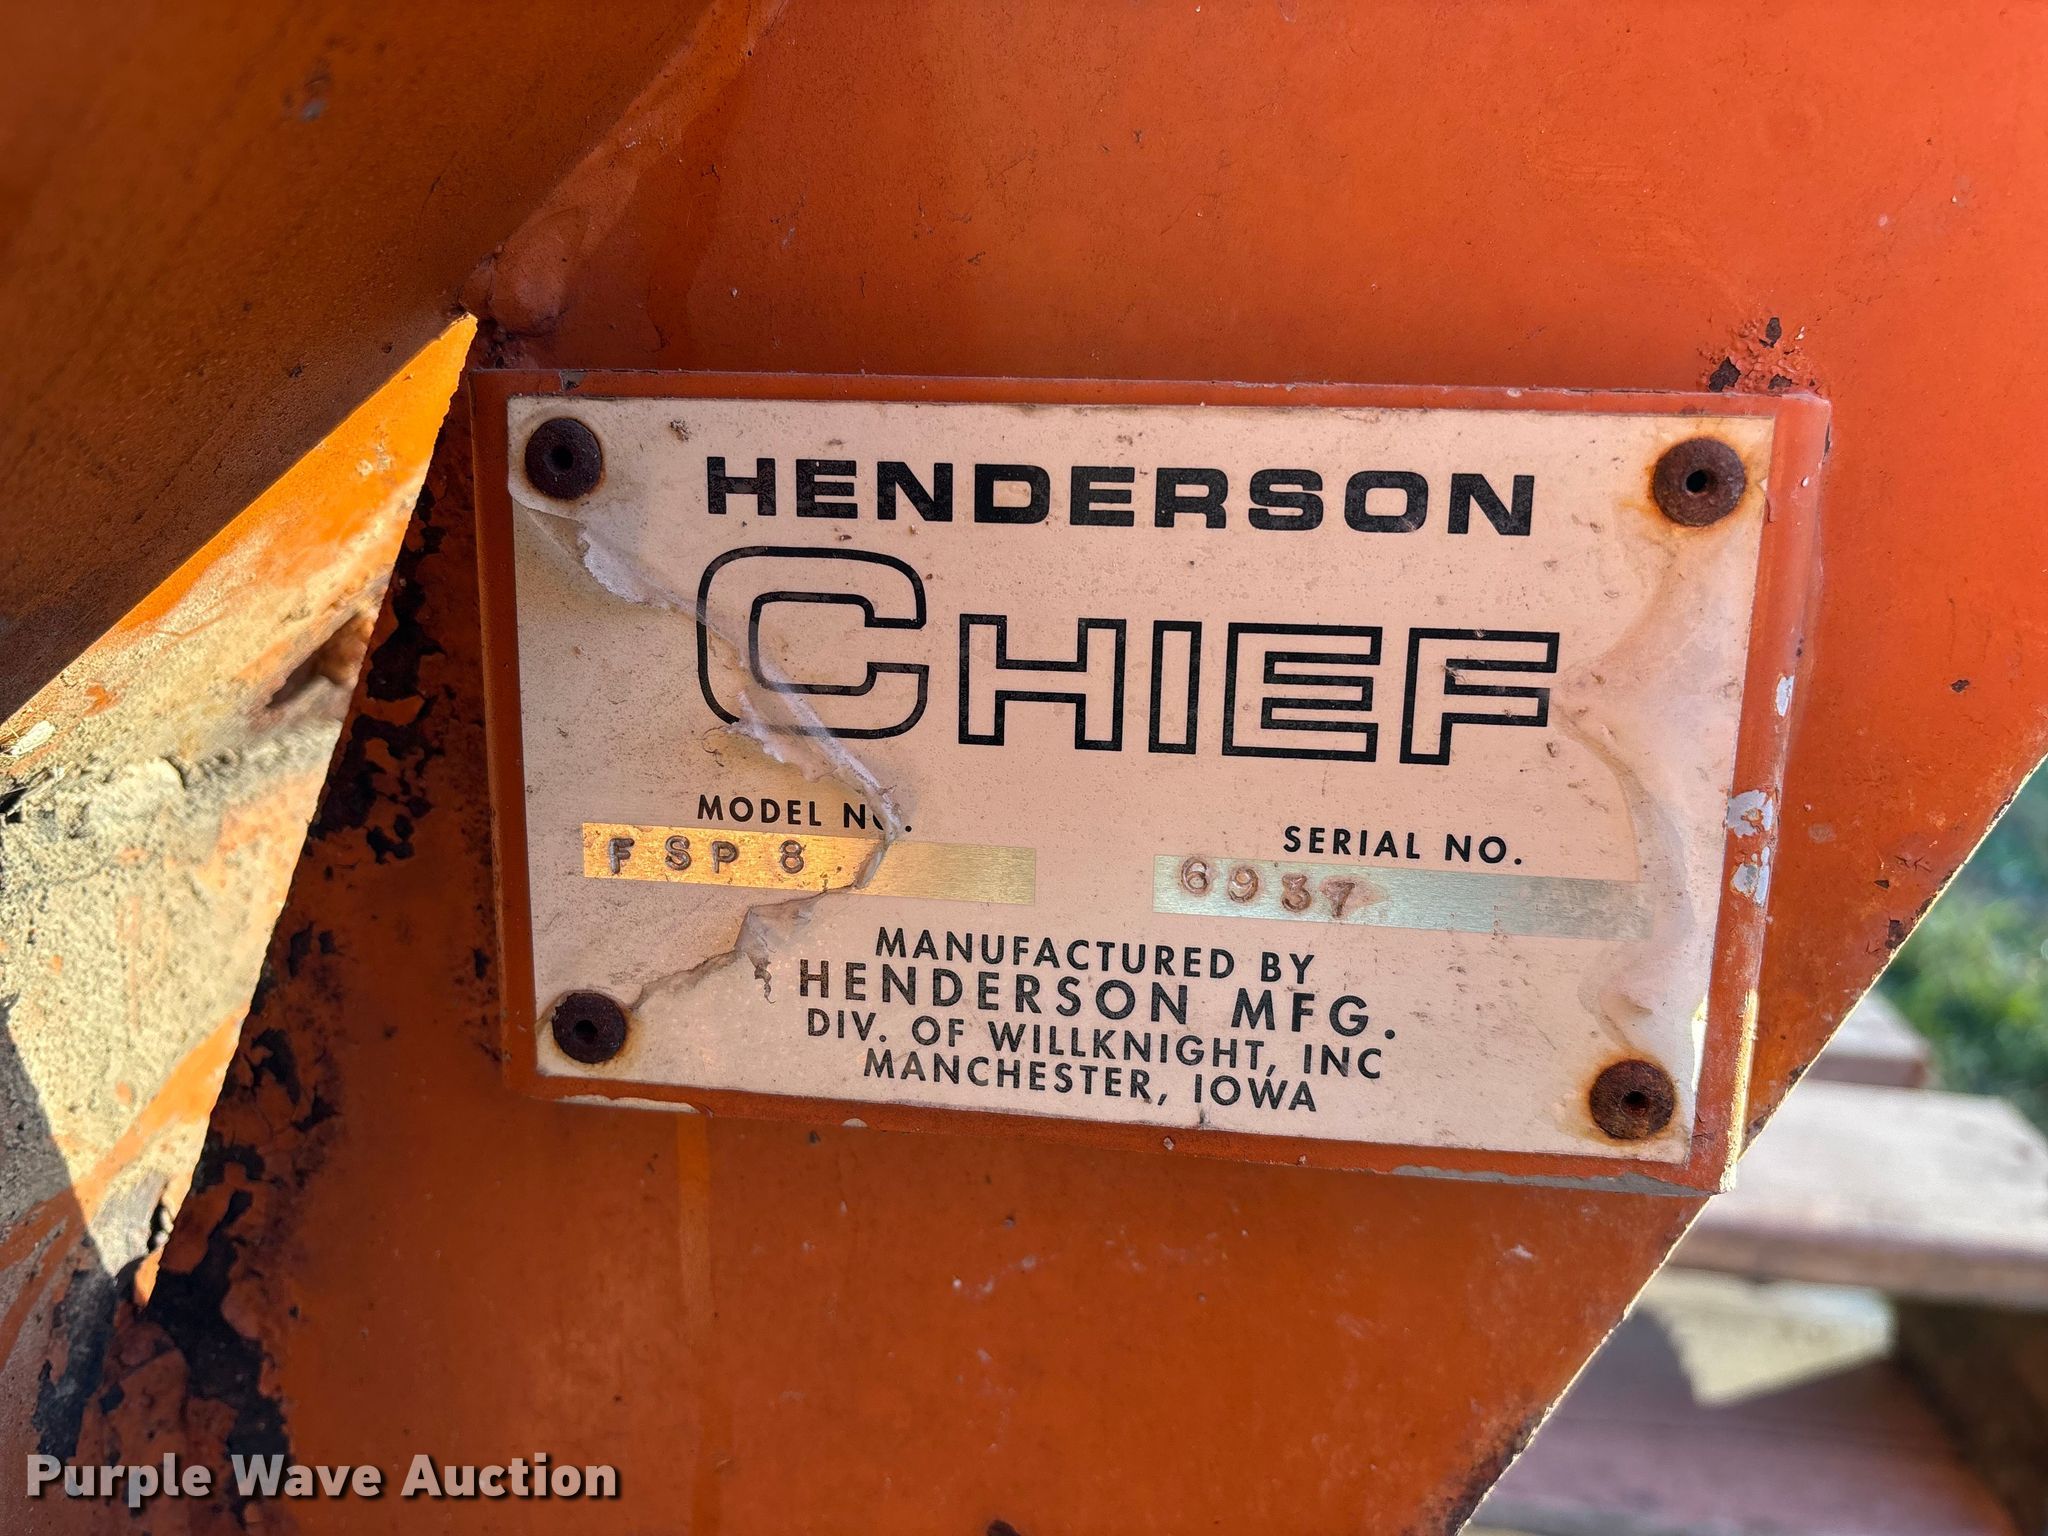 HENDERSON
CHIEF
MODEL NO.
SERIAL NO.
FSP 8
6937
MANUFACTURED BY
HENDERSON MFG.
DIV. OF WILLKNIGHT, INC
MANCHESTER, IOWA
Purple Wave Auction